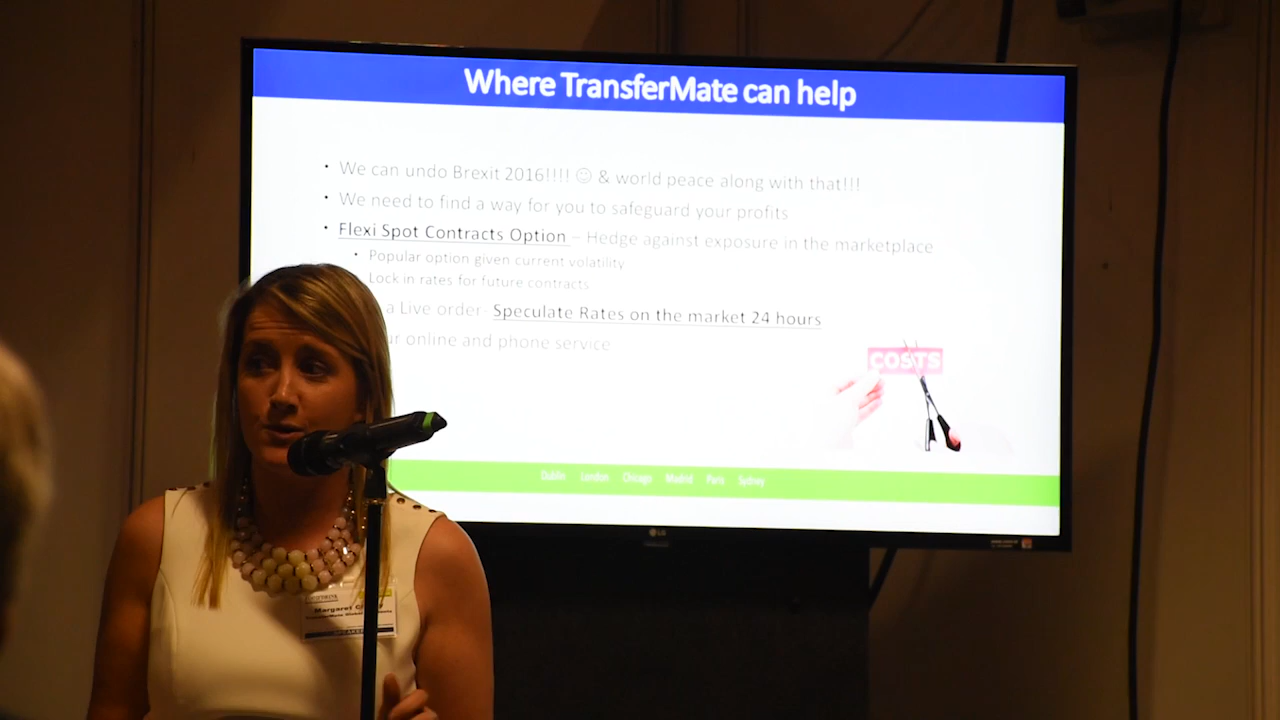 Where TransferMate can help
• We can undo Brexit 2016!!!! ☺ & world peace along with that!!!
• We need to find a way for you to safeguard your profits
• Flexi Spot Contracts Option – Hedge against exposure in the marketplace
• Popular option given current volatility
• Lock in rates for future contracts
a Live order- Speculate Rates on the market 24 hours
online and phone service
COSTS
Dublin London Chicago Madrid Paris Sydney
LG
Margaret
TransferMate